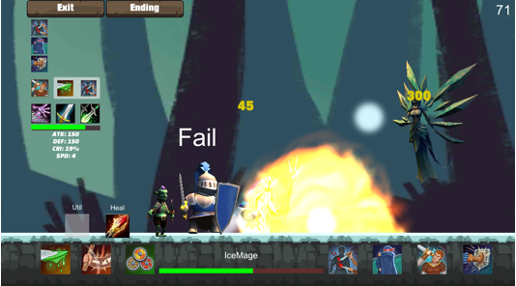 Exit
Ending
71
300
45
Fail
ATK: 150
DEF: 150
CRI: 19%
SPD: 4
Util
Heal
IceMage